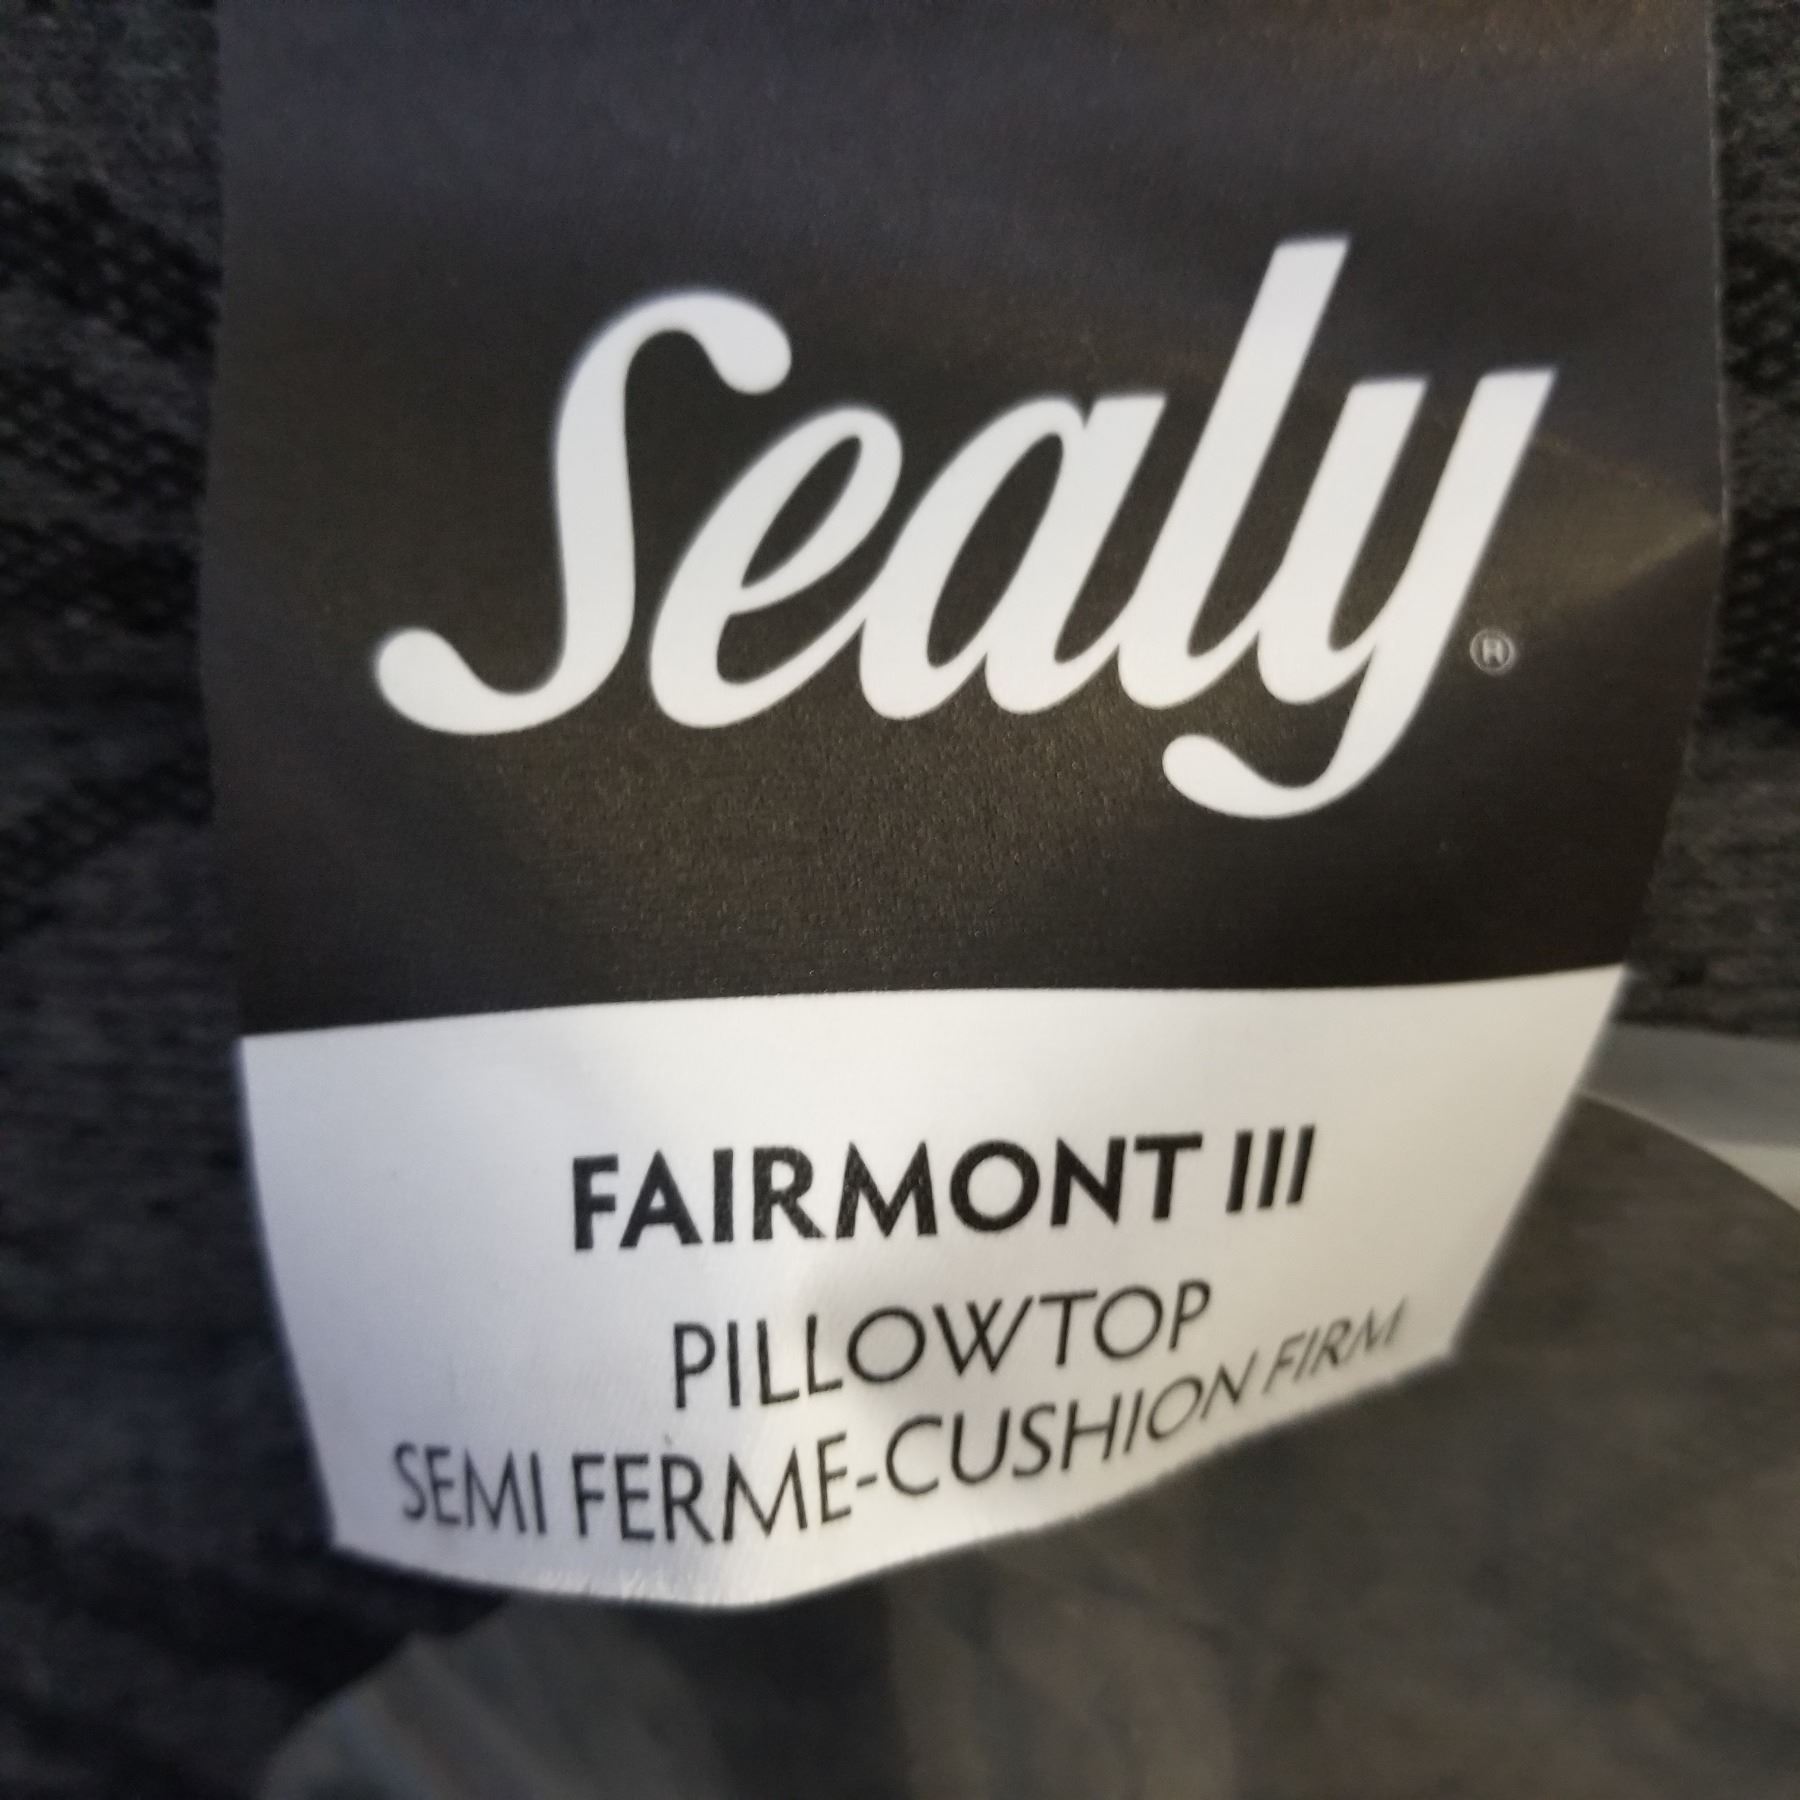 Sealy®
FAIRMONT III
PILLOWTOP
SEMI FERME-CUSHION FIRM